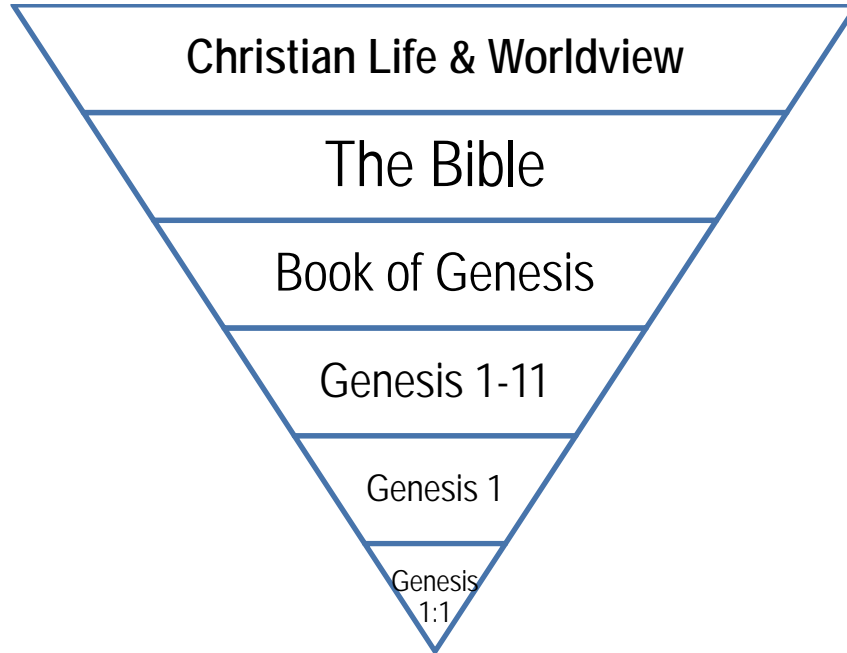 Christian Life & Worldview
The Bible
Book of Genesis
Genesis 1-11
Genesis 1
Genesis
1:1